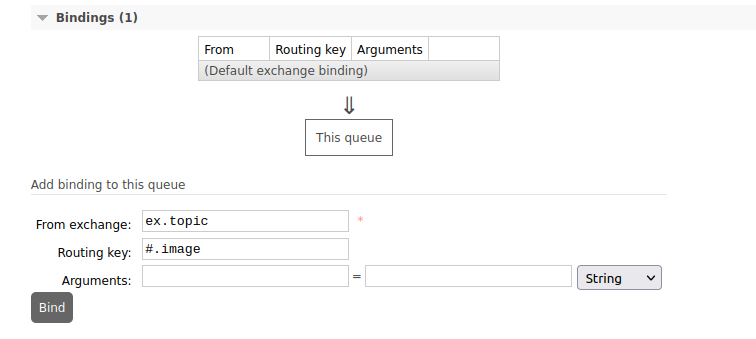 Bindings (1)
From Routing key Arguments
(Default exchange binding)
⇓
This queue
Add binding to this queue
From exchange: ex.topic *
Routing key: #.image
Arguments: = String
Bind